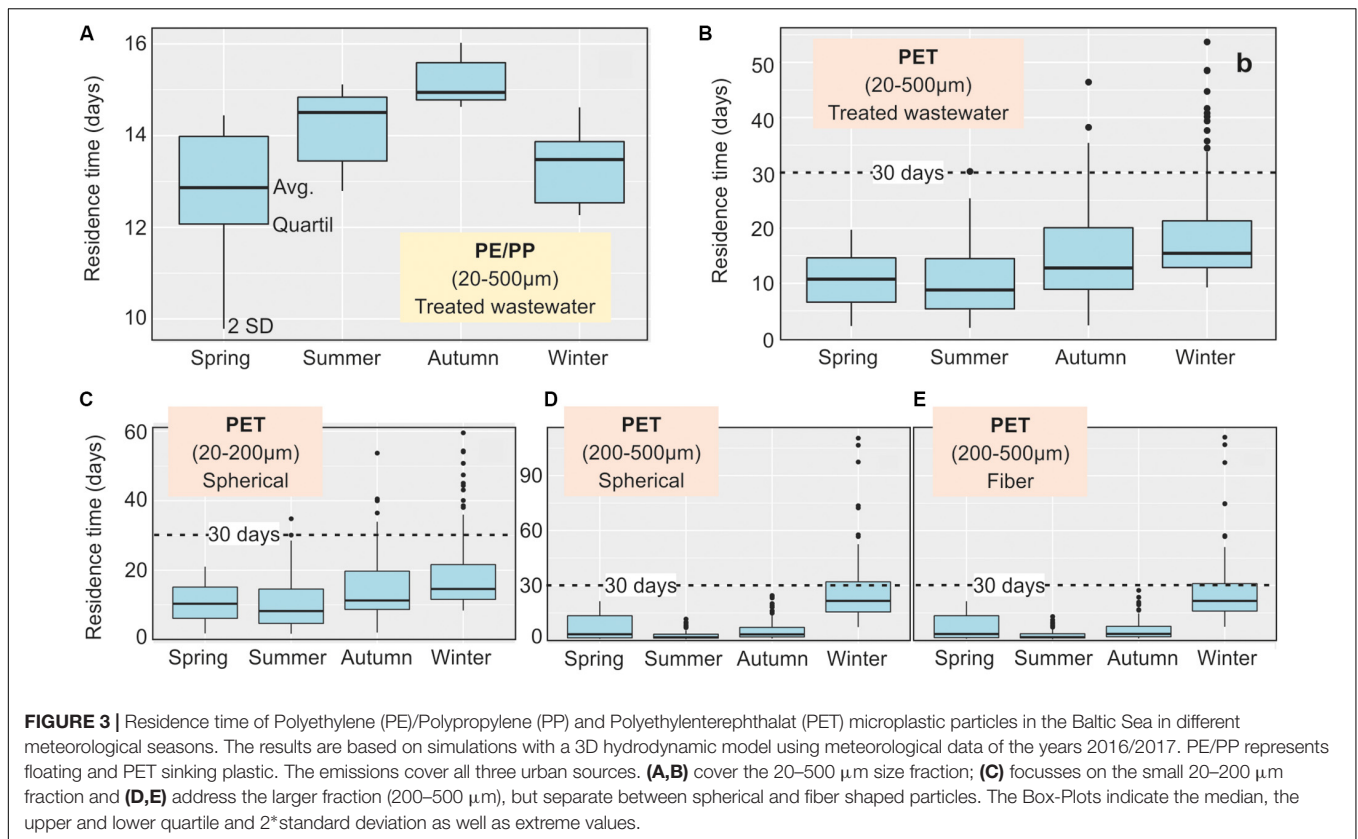 A
16
14
12
10
Residence time (days)
Avg.
Quartil
2 SD
PE/PP
(20-500µm)
Treated wastewater
Spring Summer Autumn Winter
B
b
50
40
30
20
10
0
Residence time (days)
PET
(20-500µm)
Treated wastewater
30 days
Spring Summer Autumn Winter
C
60
40
20
0
Residence time (days)
PET
(20-200µm)
Spherical
30 days
Spring Summer Autumn Winter
D
90
60
30
0
PET
(200-500µm)
Spherical
30 days
Spring Summer Autumn Winter
E
PET
(200-500µm)
Fiber
30 days
Spring Summer Autumn Winter
FIGURE 3 | Residence time of Polyethylene (PE)/Polypropylene (PP) and Polyethylenterephthalat (PET) microplastic particles in the Baltic Sea in different
meteorological seasons. The results are based on simulations with a 3D hydrodynamic model using meteorological data of the years 2016/2017. PE/PP represents
floating and PET sinking plastic. The emissions cover all three urban sources. (A,B) cover the 20–500 µm size fraction; (C) focusses on the small 20–200 µm
fraction and (D,E) address the larger fraction (200–500 µm), but separate between spherical and fiber shaped particles. The Box-Plots indicate the median, the
upper and lower quartile and 2*standard deviation as well as extreme values.